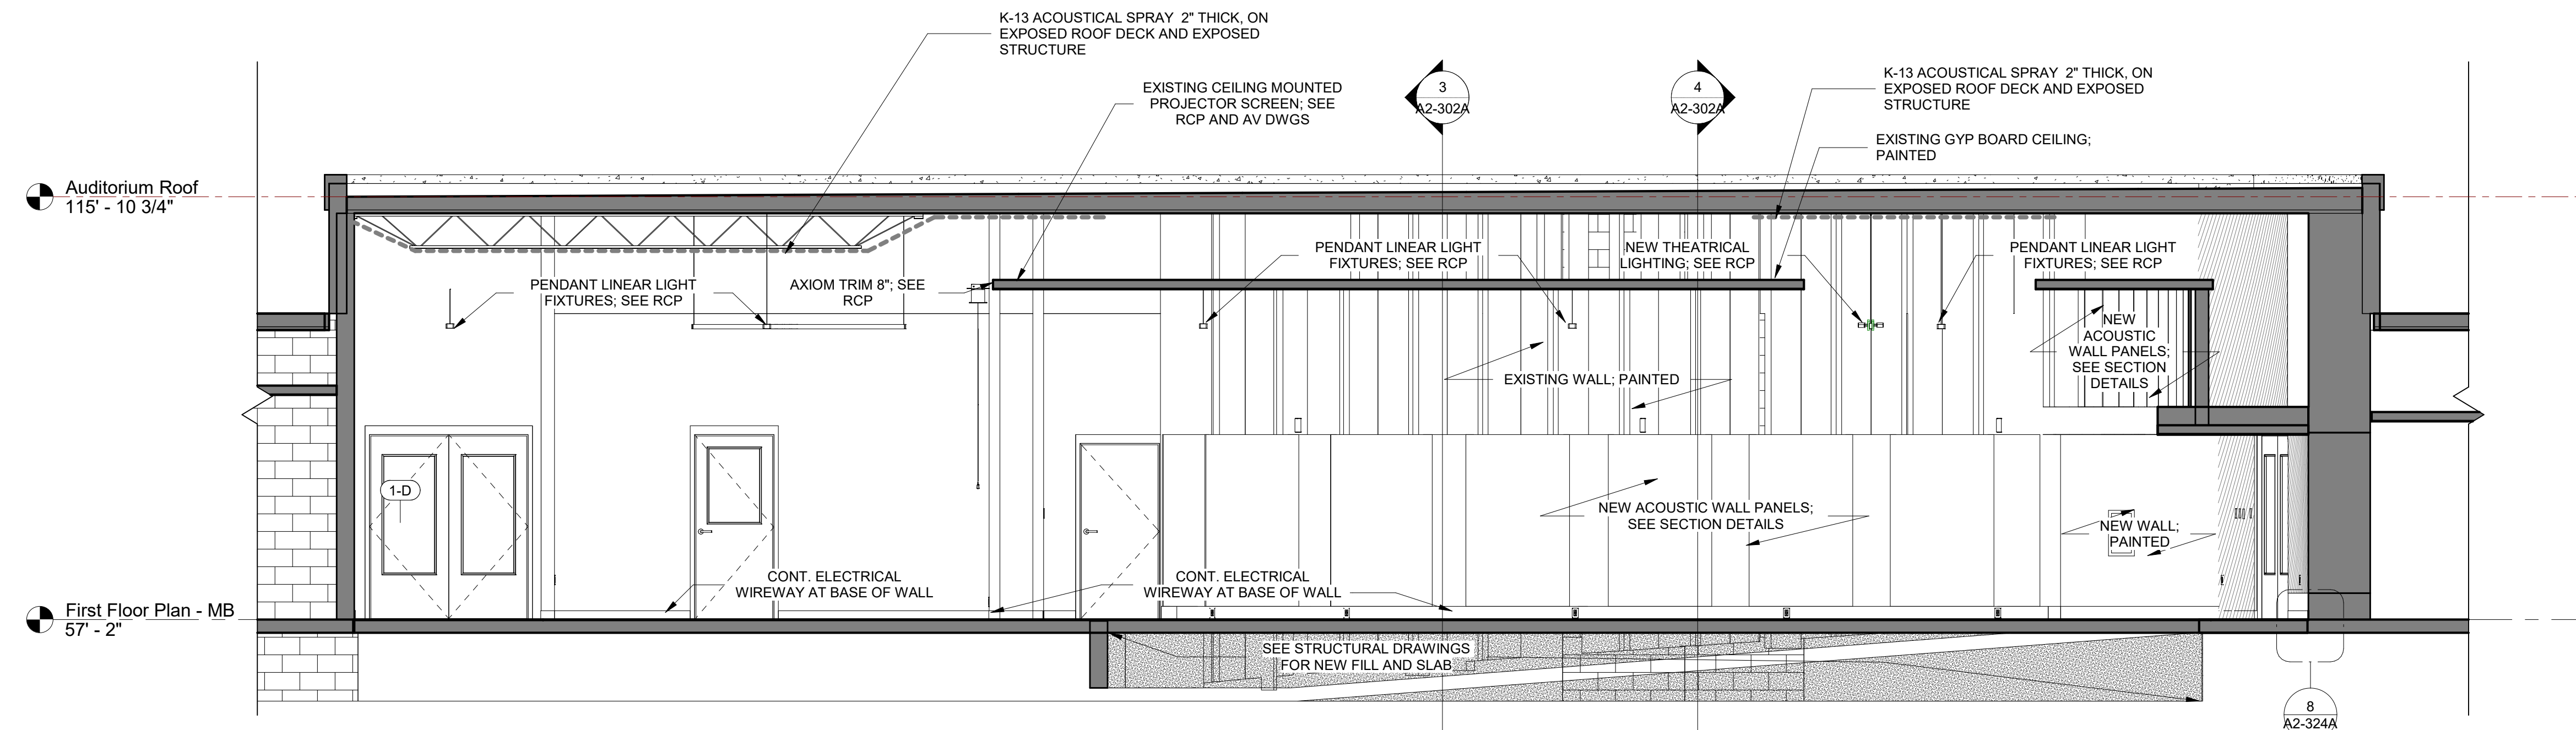 K-13 ACOUSTICAL SPRAY 2" THICK, ON
EXPOSED ROOF DECK AND EXPOSED
STRUCTURE
EXISTING CEILING MOUNTED
PROJECTOR SCREEN; SEE
RCP AND AV DWGS
3
A2-302A
4
A2-302A
K-13 ACOUSTICAL SPRAY 2" THICK, ON
EXPOSED ROOF DECK AND EXPOSED
STRUCTURE
EXISTING GYP BOARD CEILING;
PAINTED
Auditorium Roof
115' - 10 3/4"
PENDANT LINEAR LIGHT
FIXTURES; SEE RCP
AXIOM TRIM 8"; SEE
RCP
PENDANT LINEAR LIGHT
FIXTURES; SEE RCP
NEW THEATRICAL
LIGHTING; SEE RCP
PENDANT LINEAR LIGHT
FIXTURES; SEE RCP
NEW
ACOUSTIC
WALL PANELS;
SEE SECTION
DETAILS
EXISTING WALL; PAINTED
1-D
NEW ACOUSTIC WALL PANELS;
SEE SECTION DETAILS
NEW WALL;
PAINTED
CONT. ELECTRICAL
WIREWAY AT BASE OF WALL
CONT. ELECTRICAL
WIREWAY AT BASE OF WALL
First Floor Plan - MB
57' - 2"
SEE STRUCTURAL DRAWINGS
FOR NEW FILL AND SLAB
8
A2-324A